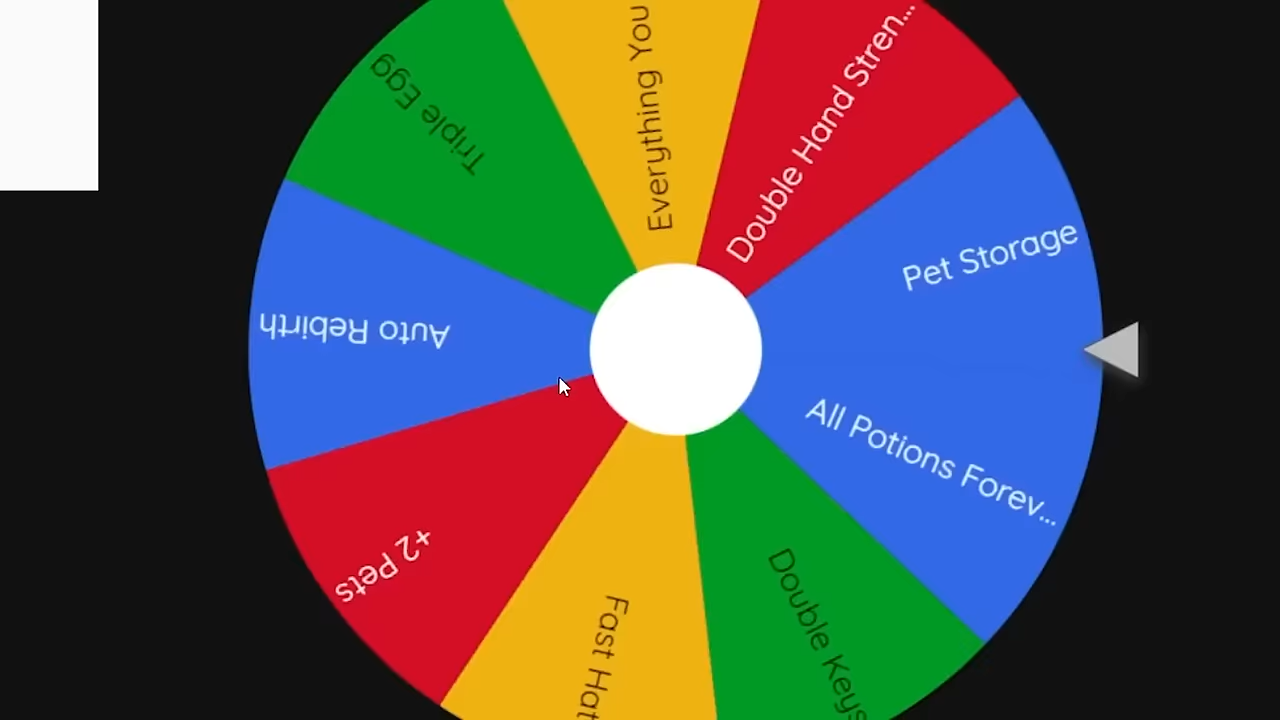 Everything You
Double Hand Stren...
Pet Storage
All Potions Forev...
Double Keys
Fast Hat
+2 Pets
Auto Rebirth
Triple Egg